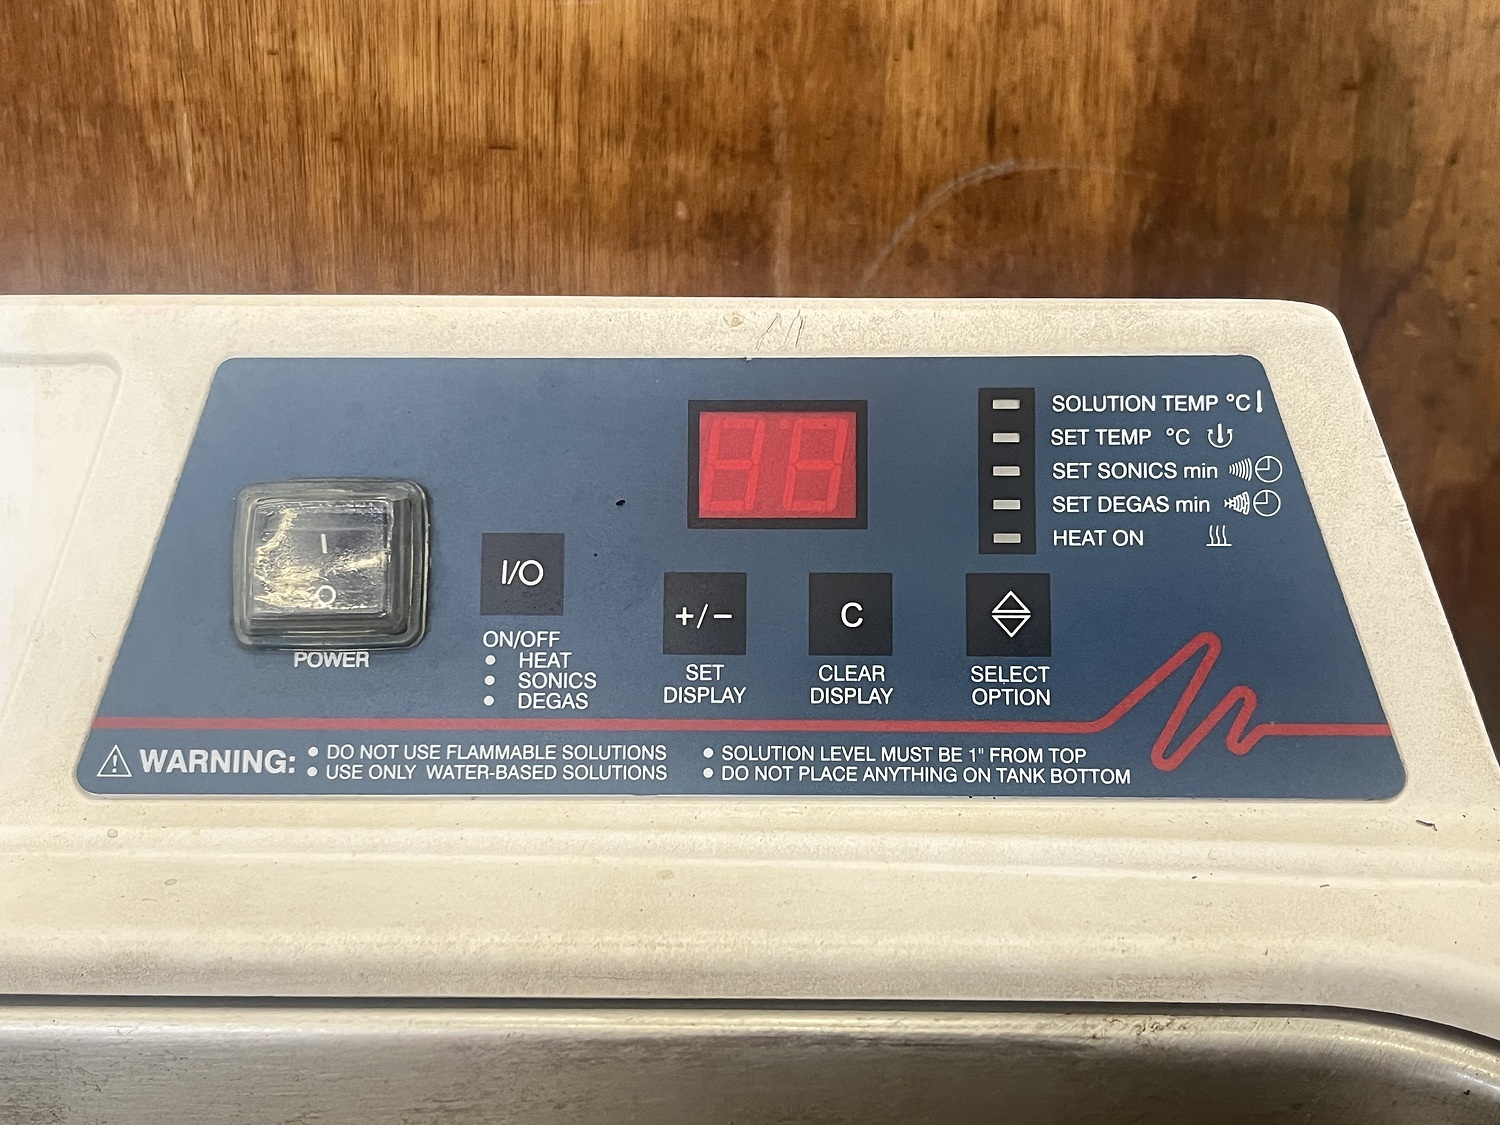 SOLUTION TEMP °C
SET TEMP °C
SET SONICS min
SET DEGAS min
HEAT ON
I
O
POWER
I/O
ON/OFF
• HEAT
• SONICS
• DEGAS
+/−
SET
DISPLAY
C
CLEAR
DISPLAY
SELECT
OPTION
WARNING:
• DO NOT USE FLAMMABLE SOLUTIONS
• USE ONLY WATER-BASED SOLUTIONS
• SOLUTION LEVEL MUST BE 1" FROM TOP
• DO NOT PLACE ANYTHING ON TANK BOTTOM